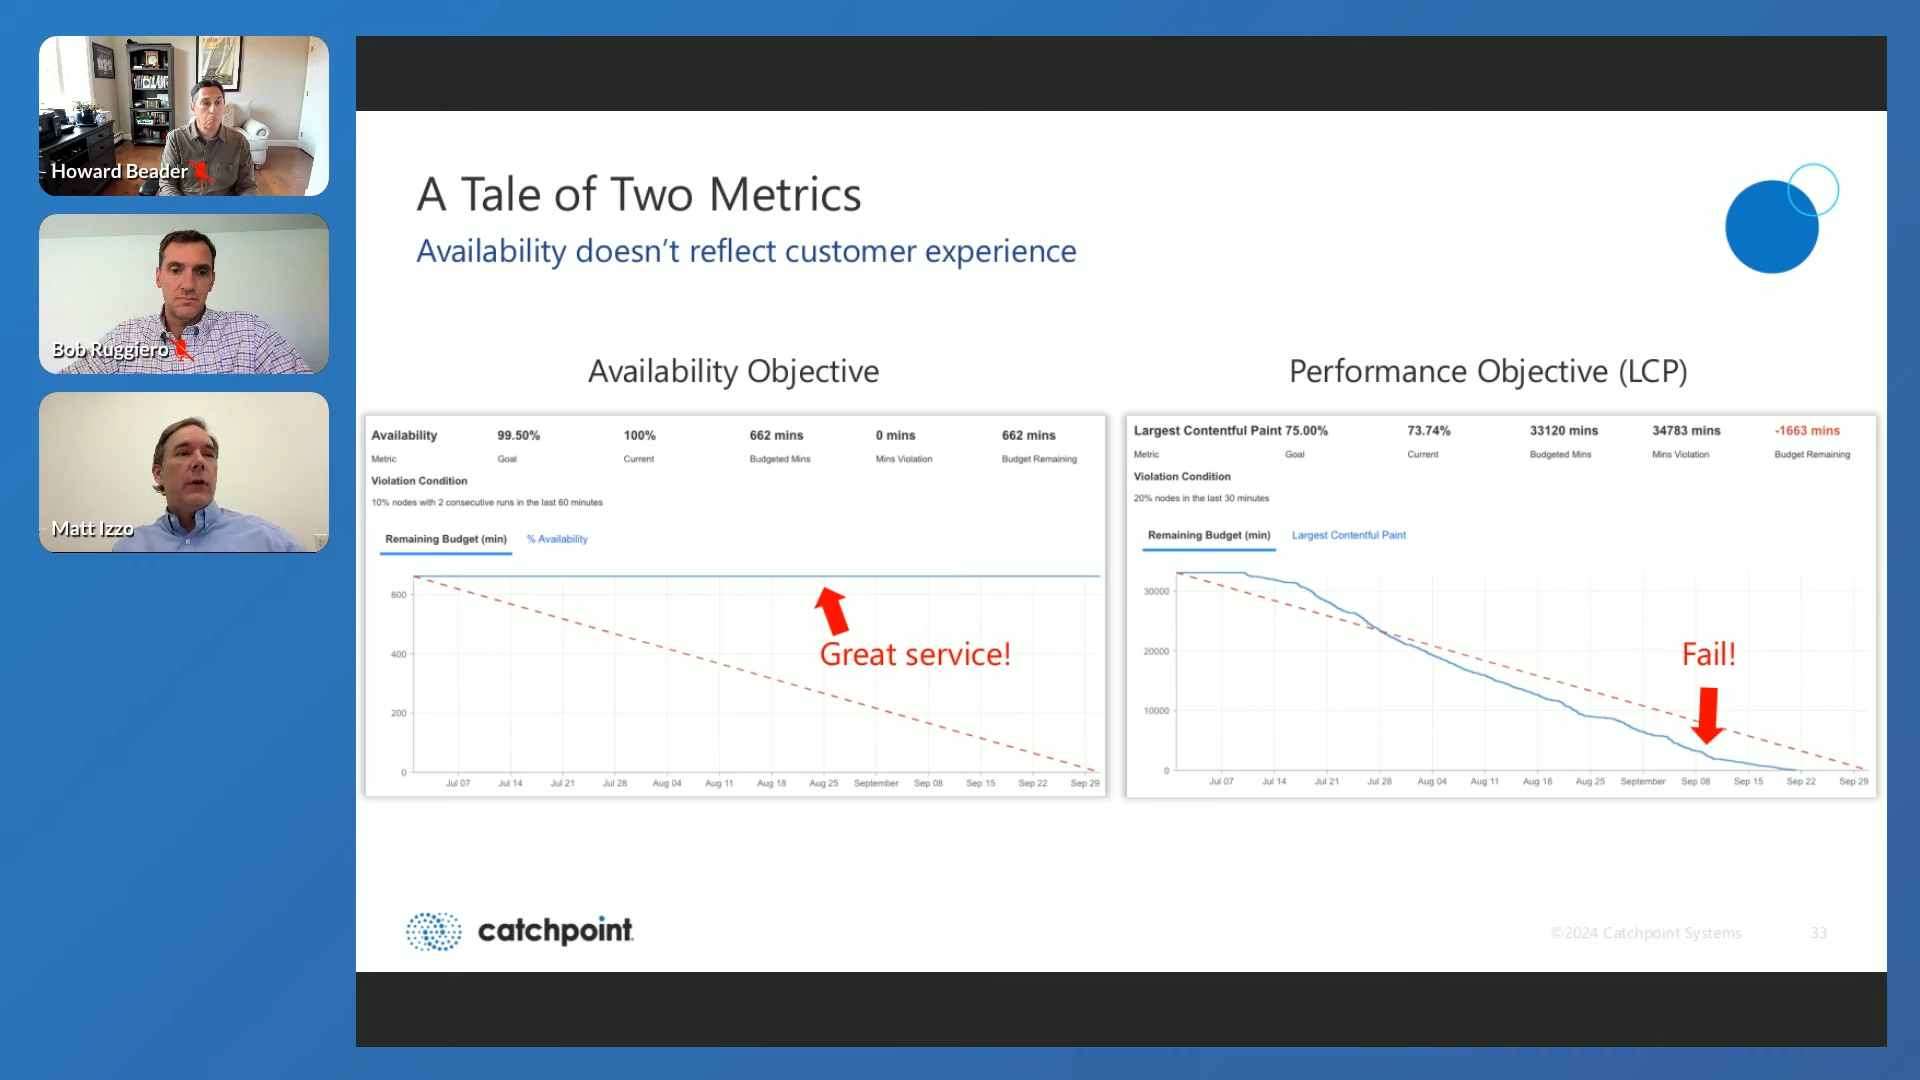 Howard Beader
Bob Ruggiero
Matt Izzo
A Tale of Two Metrics
Availability doesn't reflect customer experience
Availability Objective
Availability 99.50% 100% 662 mins 0 mins 662 mins
Metric Goal Current Budgeted Mins Mins Violation Budget Remaining
Violation Condition
10% nodes with 2 consecutive runs in the last 60 minutes
Remaining Budget (min) % Availability
600
400
200
0
Great service!
Jul 07 Jul 14 Jul 21 Jul 28 Aug 04 Aug 11 Aug 18 Aug 25 September Sep 08 Sep 15 Sep 22 Sep 29
Performance Objective (LCP)
Largest Contentful Paint 75.00% 73.74% 33120 mins 34783 mins -1663 mins
Metric Goal Current Budgeted Mins Mins Violation Budget Remaining
Violation Condition
20% nodes in the last 30 minutes
Remaining Budget (min) Largest Contentful Paint
30000
20000
10000
0
Fail!
Jul 07 Jul 14 Jul 21 Jul 28 Aug 04 Aug 11 Aug 18 Aug 25 September Sep 08 Sep 15 Sep 22 Sep 29
catchpoint
©2024 Catchpoint Systems 33